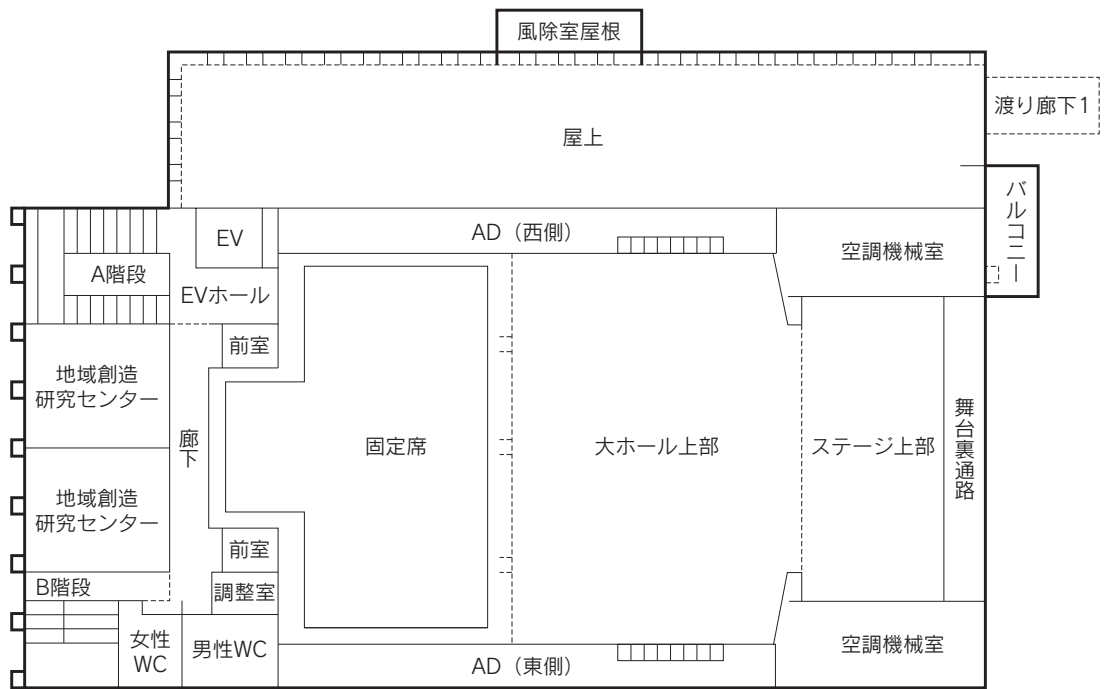 風除室屋根
渡り廊下1
屋上
バルコニー
EV
AD（西側）
空調機械室
A階段
EVホール
前室
地域創造
研究センター
廊下
固定席
大ホール上部
ステージ上部
舞台裏通路
地域創造
研究センター
前室
B階段
調整室
女性
WC
男性WC
AD（東側）
空調機械室